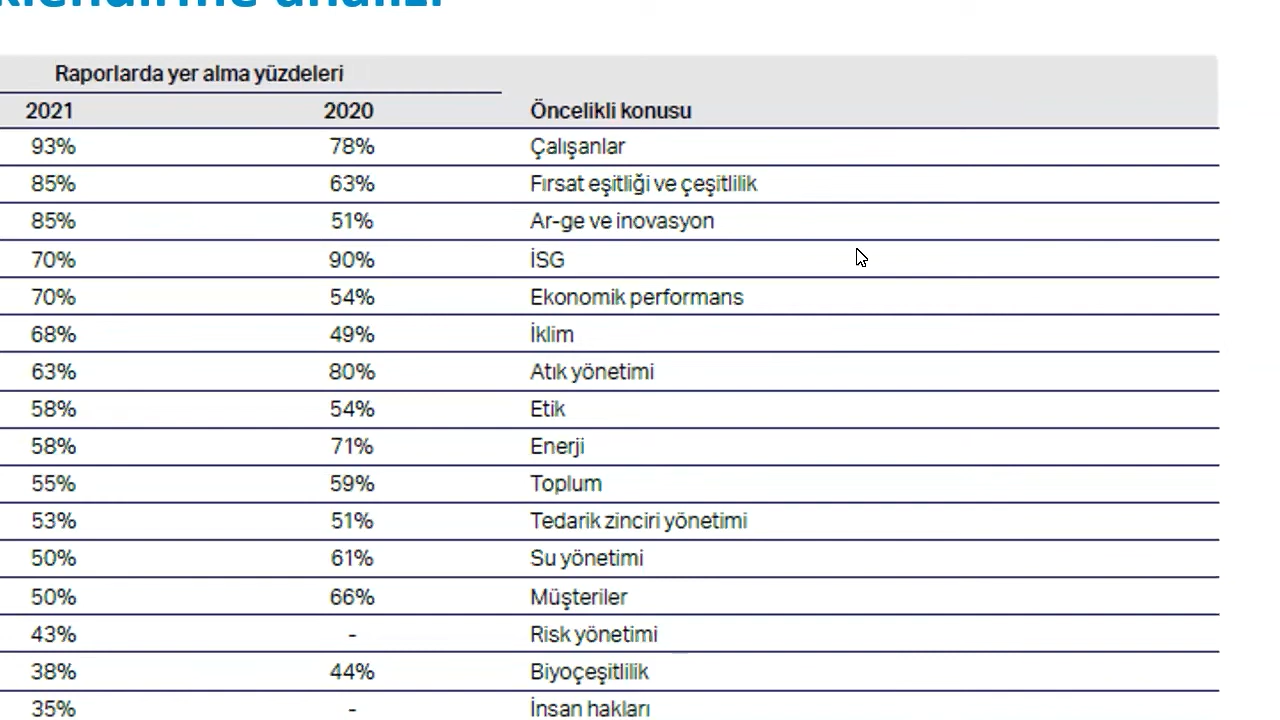 Raporlarda yer alma yüzdeleri
2021 2020 Öncelikli konusu
93% 78% Çalışanlar
85% 63% Fırsat eşitliği ve çeşitlilik
85% 51% Ar-ge ve inovasyon
70% 90% İSG
70% 54% Ekonomik performans
68% 49% İklim
63% 80% Atık yönetimi
58% 54% Etik
58% 71% Enerji
55% 59% Toplum
53% 51% Tedarik zinciri yönetimi
50% 61% Su yönetimi
50% 66% Müşteriler
43% - Risk yönetimi
38% 44% Biyoçeşitlilik
35% - İnsan hakları